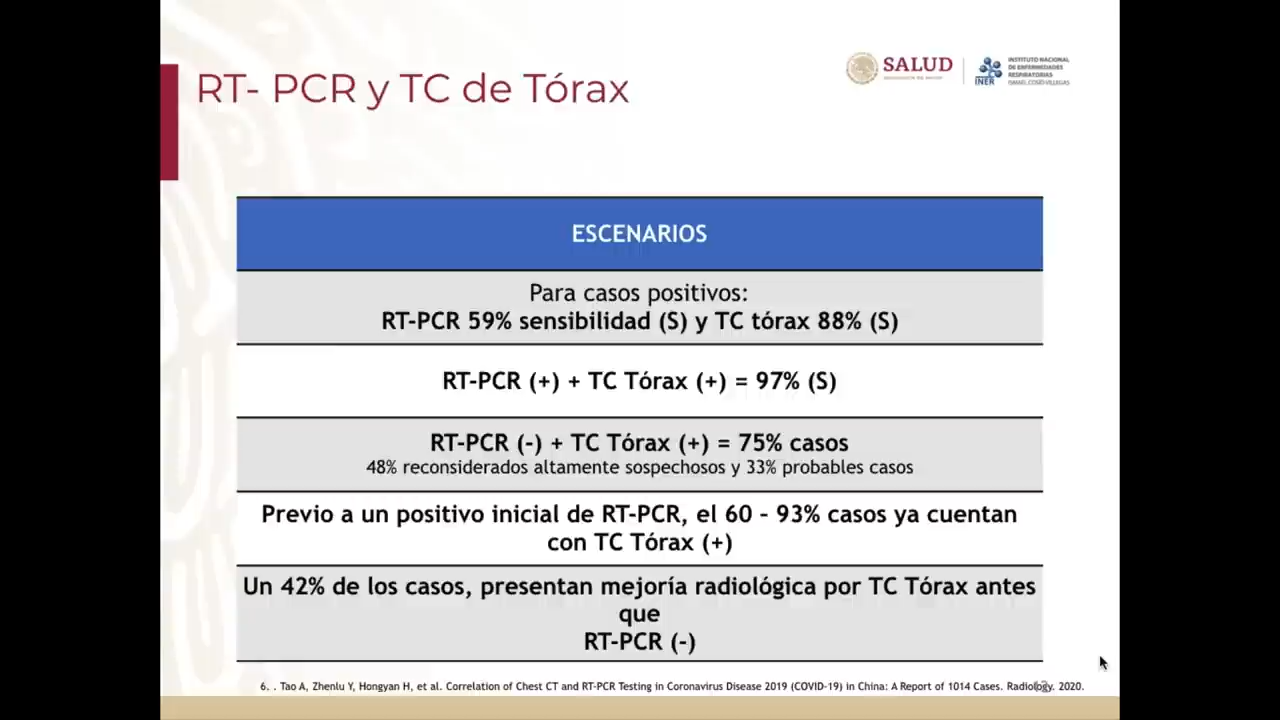 RT- PCR y TC de Tórax
SALUD
INSTITUTO NACIONAL
DE ENFERMEDADES
RESPIRATORIAS
ISMAEL COSÍO VILLEGAS
INER
ESCENARIOS
Para casos positivos:
RT-PCR 59% sensibilidad (S) y TC tórax 88% (S)
RT-PCR (+) + TC Tórax (+) = 97% (S)
RT-PCR (-) + TC Tórax (+) = 75% casos
48% reconsiderados altamente sospechosos y 33% probables casos
Previo a un positivo inicial de RT-PCR, el 60 – 93% casos ya cuentan
con TC Tórax (+)
Un 42% de los casos, presentan mejoría radiológica por TC Tórax antes
que
RT-PCR (-)
6. . Tao A, Zhenlu Y, Hongyan H, et al. Correlation of Chest CT and RT-PCR Testing in Coronavirus Disease 2019 (COVID-19) in China: A Report of 1014 Cases. Radiology. 2020.